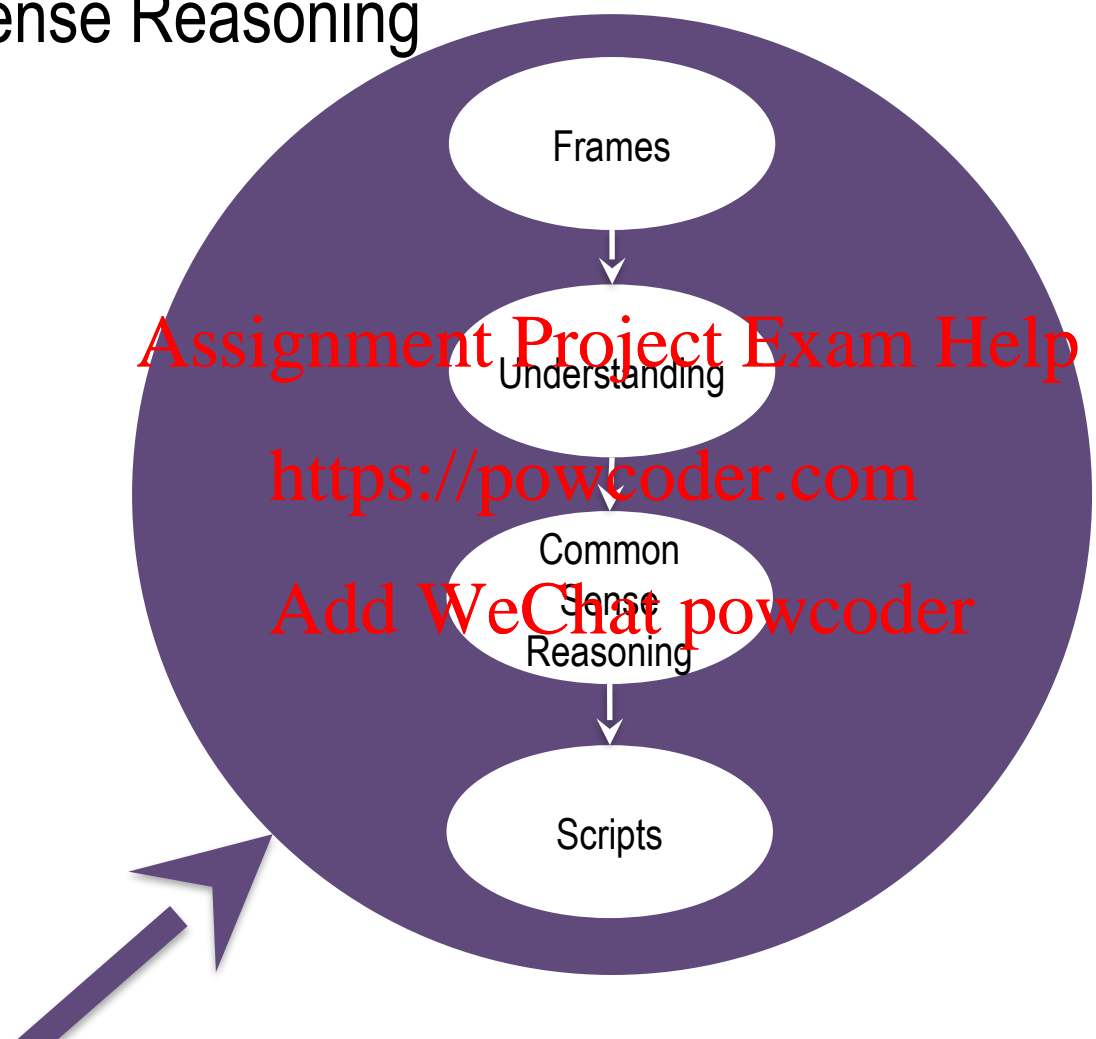 ense Reasoning
Frames
Assignment Project Exam Help
Understanding
https://powcoder.com
Common
Sense
Add WeChat powcoder
Reasoning
Scripts